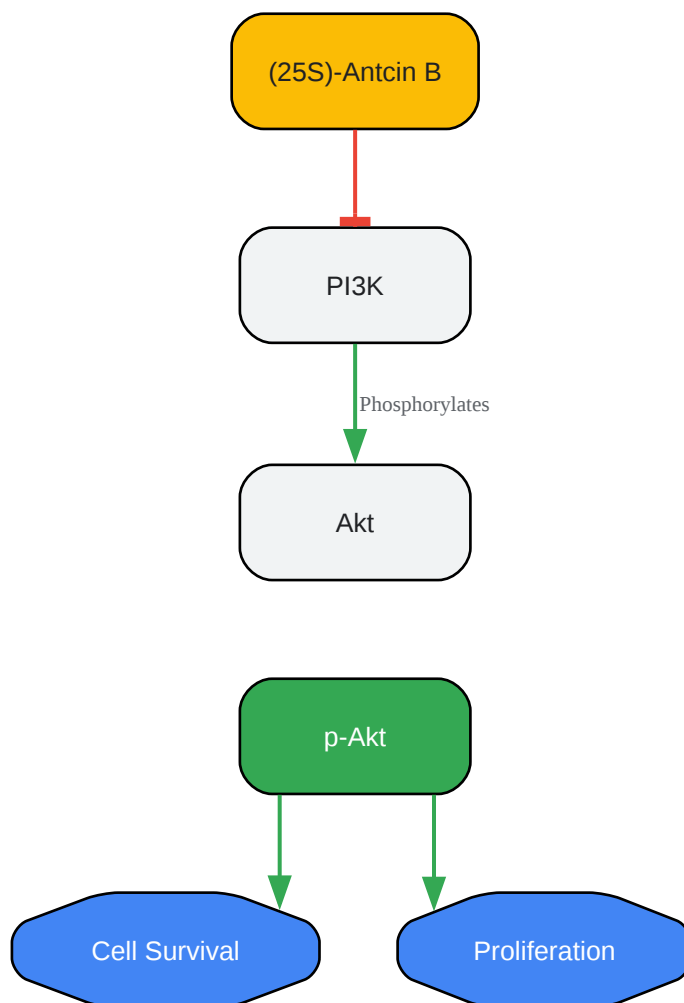 (25S)-Antcin B
PI3K
Phosphorylates
Akt
p-Akt
Cell Survival
Proliferation